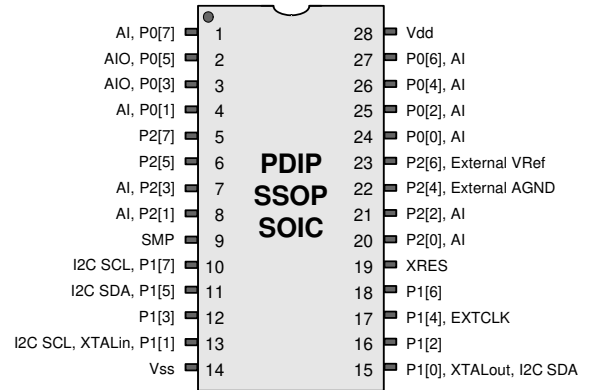 AI, P0[7] 1 28 Vdd
AIO, P0[5] 2 27 P0[6], AI
AIO, P0[3] 3 26 P0[4], AI
AI, P0[1] 4 25 P0[2], AI
P2[7] 5 24 P0[0], AI
P2[5] 6 PDIP 23 P2[6], External VRef
AI, P2[3] 7 SSOP 22 P2[4], External AGND
AI, P2[1] 8 SOIC 21 P2[2], AI
SMP 9 20 P2[0], AI
I2C SCL, P1[7] 10 19 XRES
I2C SDA, P1[5] 11 18 P1[6]
P1[3] 12 17 P1[4], EXTCLK
I2C SCL, XTALin, P1[1] 13 16 P1[2]
Vss 14 15 P1[0], XTALout, I2C SDA